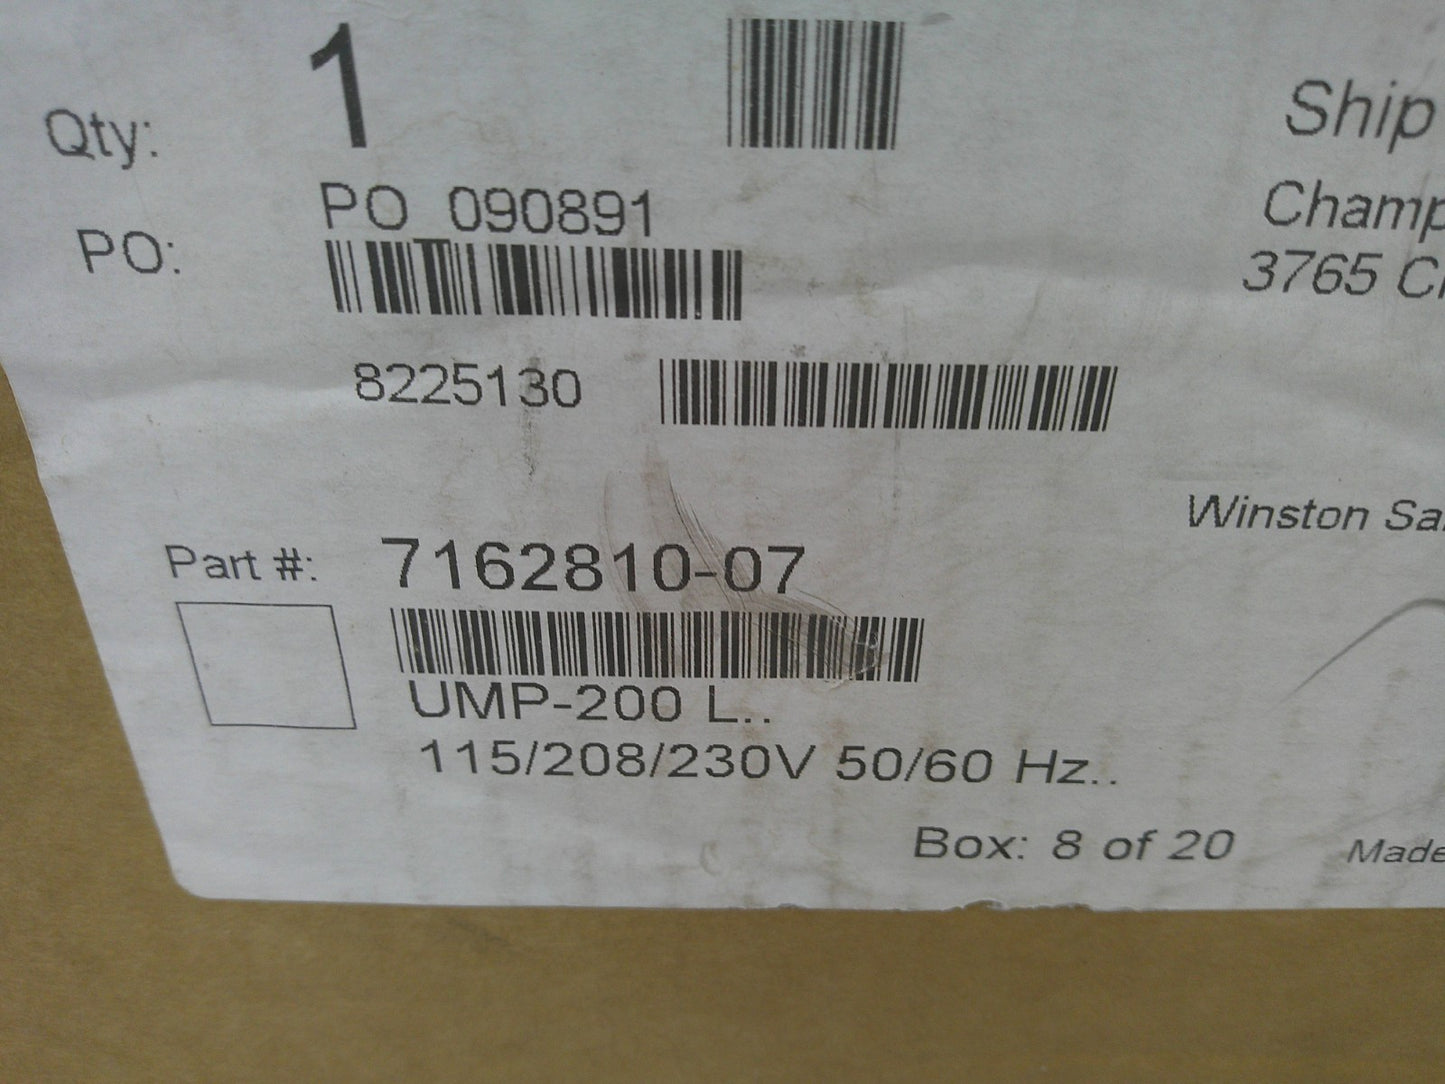 Qty: 1
Ship
PO 090891
PO:
Champ
3765 C
8225130
Winston Sa
Part #: 7162810-07
UMP-200 L..
115/208/230V 50/60 Hz..
Box: 8 of 20
Made